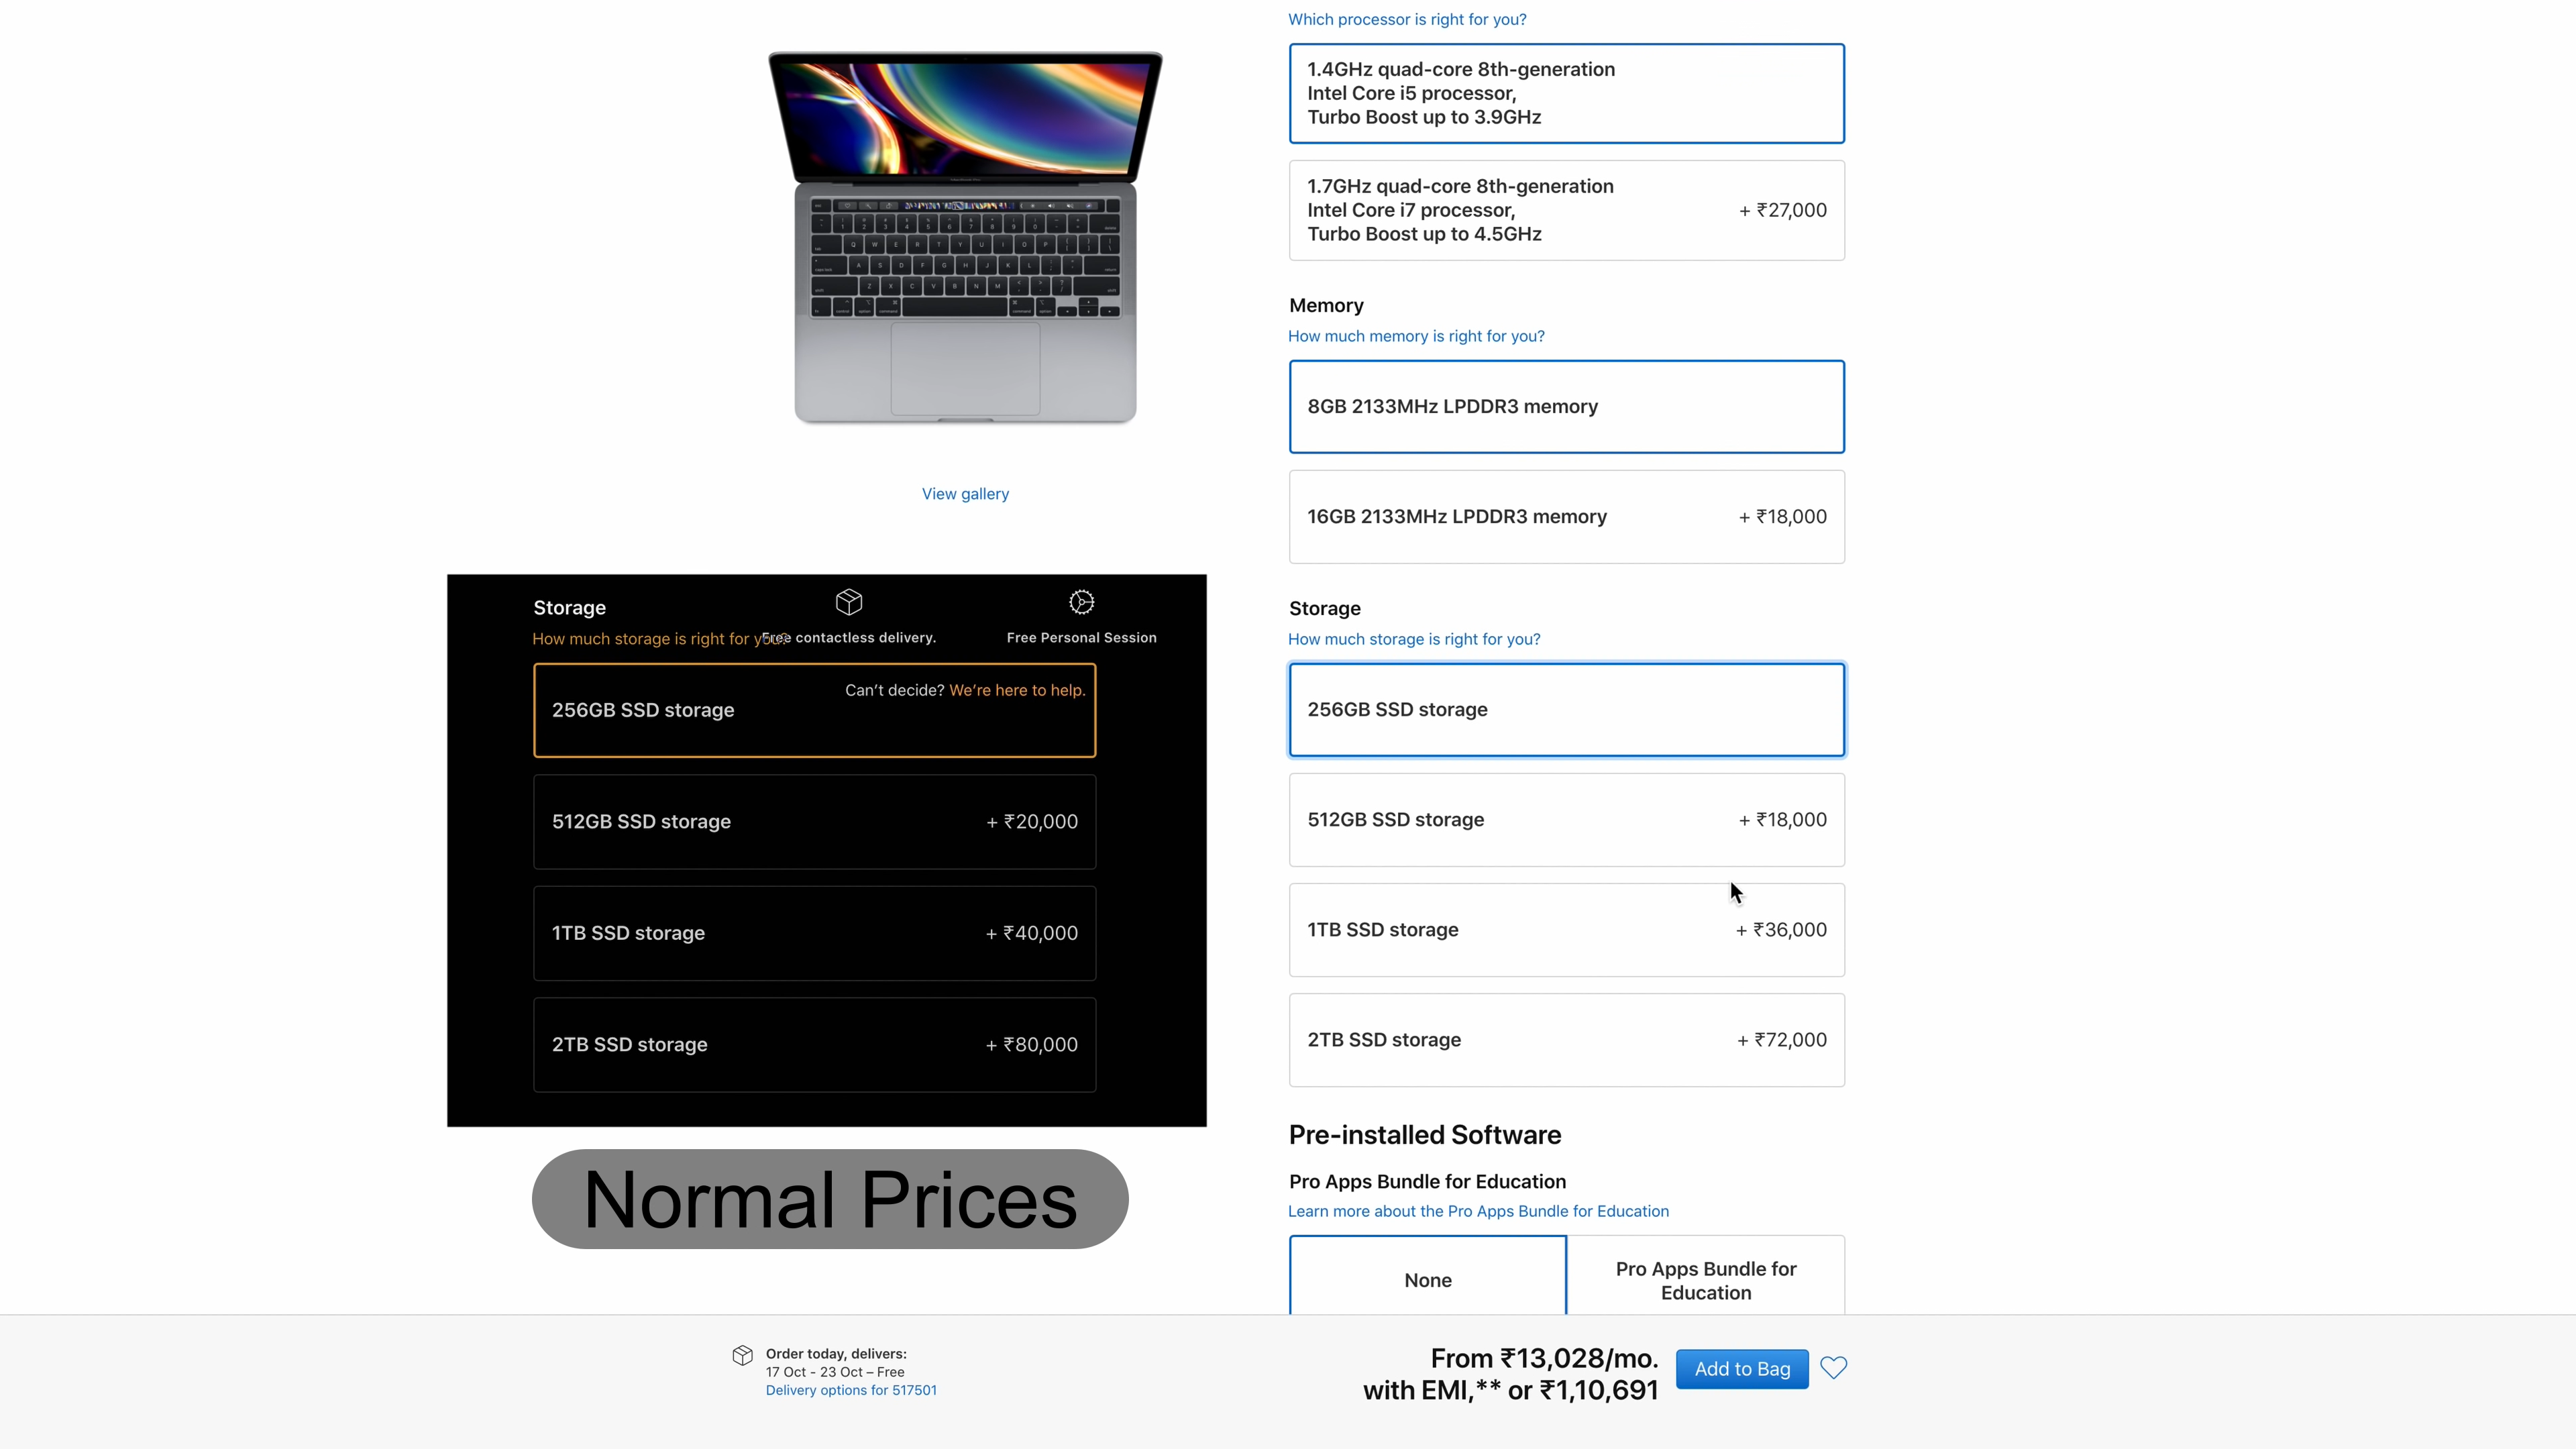 Which processor is right for you?
1.4GHz quad-core 8th-generation
Intel Core i5 processor,
Turbo Boost up to 3.9GHz
1.7GHz quad-core 8th-generation
Intel Core i7 processor,
Turbo Boost up to 4.5GHz
+ ₹27,000
Memory
How much memory is right for you?
8GB 2133MHz LPDDR3 memory
16GB 2133MHz LPDDR3 memory
+ ₹18,000
Storage
How much storage is right for you?
256GB SSD storage
512GB SSD storage
+ ₹18,000
1TB SSD storage
+ ₹36,000
2TB SSD storage
+ ₹72,000
Pre-installed Software
Pro Apps Bundle for Education
Learn more about the Pro Apps Bundle for Education
None
Pro Apps Bundle for
Education
View gallery
Storage
How much storage is right for you?
Free contactless delivery.
Free Personal Session
Can't decide? We're here to help.
256GB SSD storage
512GB SSD storage
+ ₹20,000
1TB SSD storage
+ ₹40,000
2TB SSD storage
+ ₹80,000
Normal Prices
Order today, delivers:
17 Oct - 23 Oct – Free
Delivery options for 517501
From ₹13,028/mo.
with EMI,** or ₹1,10,691
Add to Bag